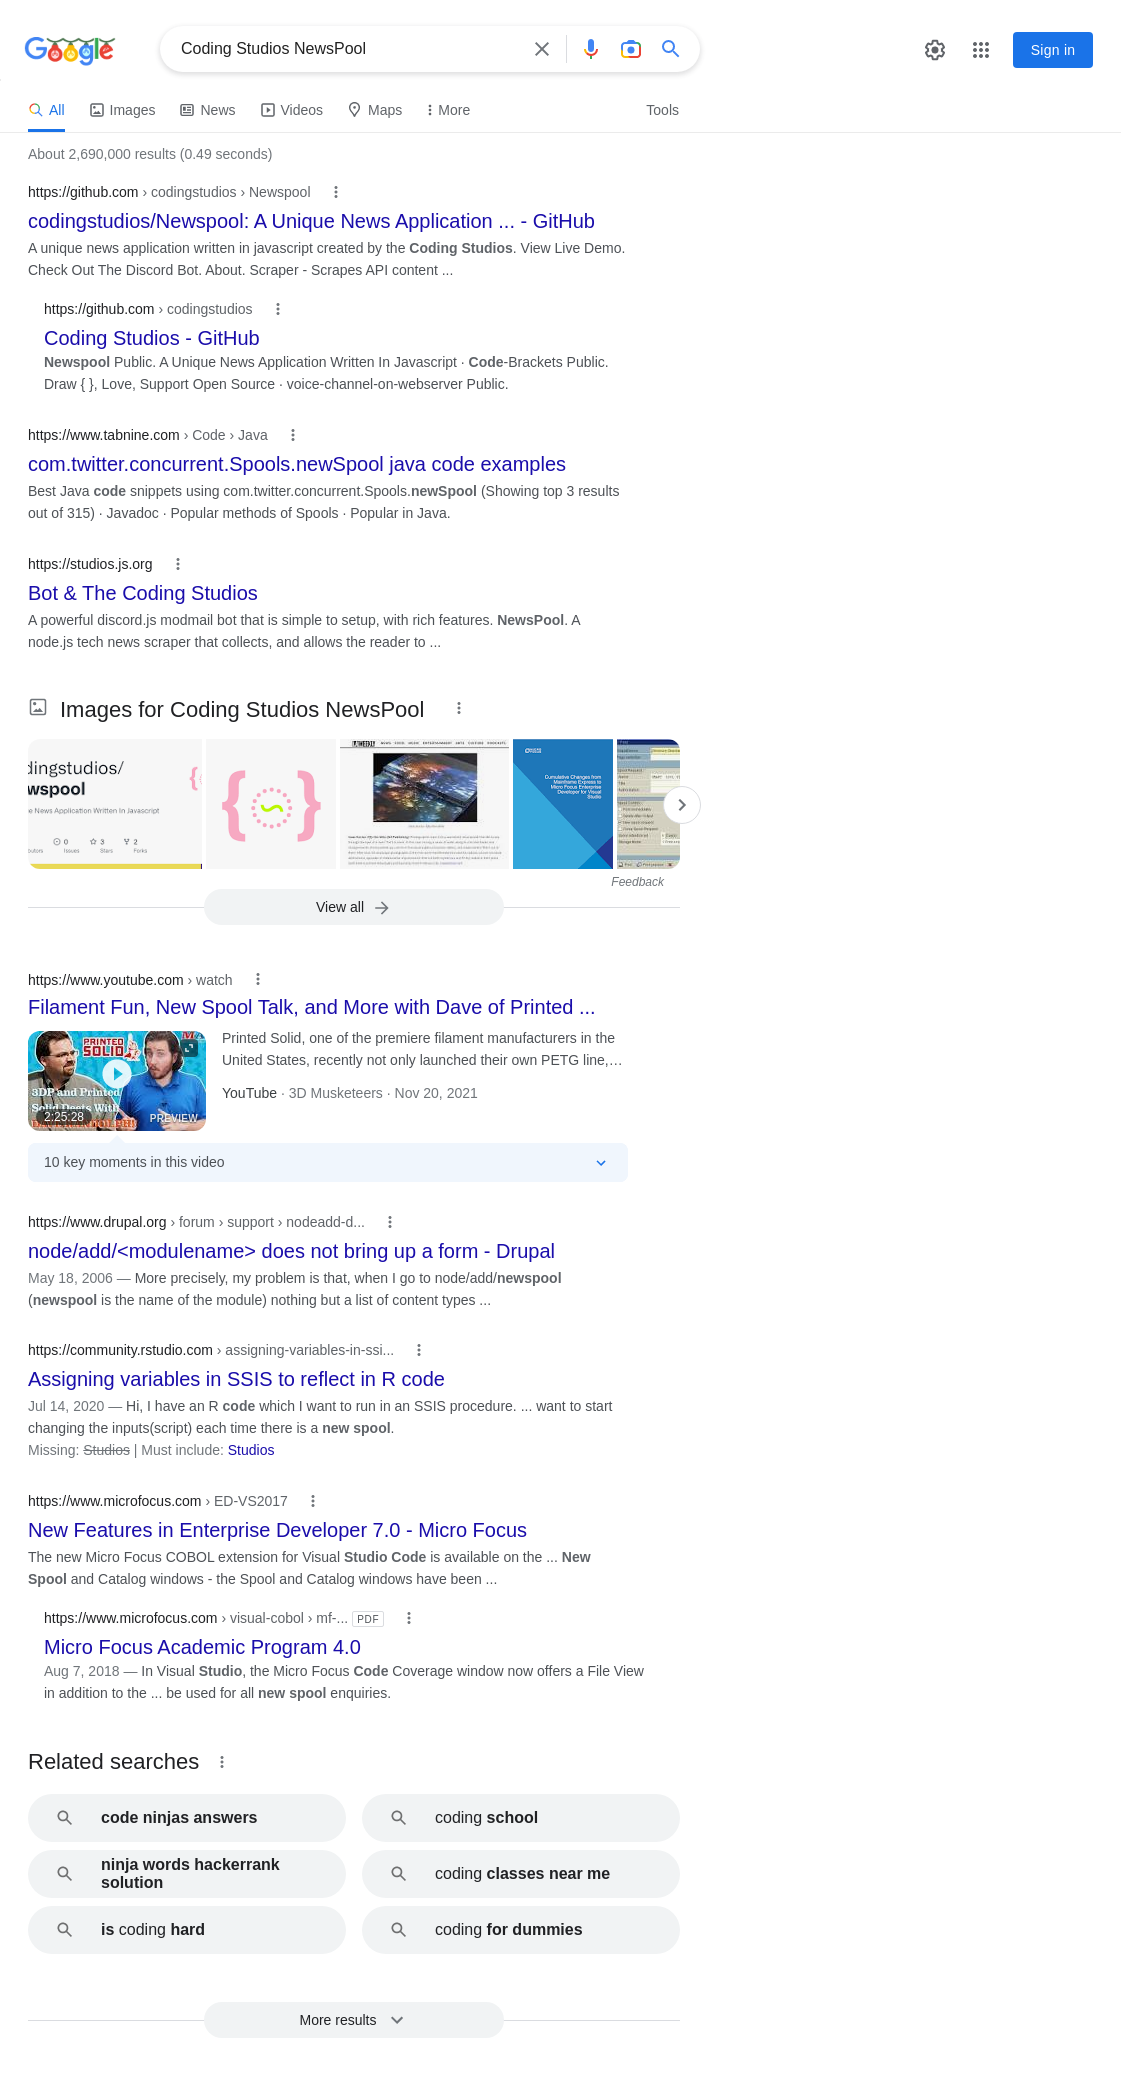 Google
Coding Studios NewsPool
Sign in
All
Images
News
Videos
Maps
More
Tools
About 2,690,000 results (0.49 seconds)
https://github.com › codingstudios › Newspool
codingstudios/Newspool: A Unique News Application ... - GitHub
A unique news application written in javascript created by the Coding Studios. View Live Demo.
Check Out The Discord Bot. About. Scraper - Scrapes API content ...
https://github.com › codingstudios
Coding Studios - GitHub
Newspool Public. A Unique News Application Written In Javascript · Code-Brackets Public.
Draw { }, Love, Support Open Source · voice-channel-on-webserver Public.
https://www.tabnine.com › Code › Java
com.twitter.concurrent.Spools.newSpool java code examples
Best Java code snippets using com.twitter.concurrent.Spools.newSpool (Showing top 3 results
out of 315) · Javadoc · Popular methods of Spools · Popular in Java.
https://studios.js.org
Bot & The Coding Studios
A powerful discord.js modmail bot that is simple to setup, with rich features. NewsPool. A
node.js tech news scraper that collects, and allows the reader to ...
Images for Coding Studios NewsPool
dingstudios/
wspool
e News Application Written In Javascript
0
3
2
Issues
Stars
Forks
Cumulative Changes from
Mainframe Express to
Micro Focus Enterprise
Developer for Visual
Studio
Feedback
View all
https://www.youtube.com › watch
Filament Fun, New Spool Talk, and More with Dave of Printed ...
PRINTED
SOLID
3DP and Printed
Solid Deets With
2:25:28
PREVIEW
Printed Solid, one of the premiere filament manufacturers in the
United States, recently not only launched their own PETG line,...
YouTube · 3D Musketeers · Nov 20, 2021
10 key moments in this video
https://www.drupal.org › forum › support › nodeadd-d...
node/add/<modulename> does not bring up a form - Drupal
May 18, 2006 — More precisely, my problem is that, when I go to node/add/newspool
(newspool is the name of the module) nothing but a list of content types ...
https://community.rstudio.com › assigning-variables-in-ssi...
Assigning variables in SSIS to reflect in R code
Jul 14, 2020 — Hi, I have an R code which I want to run in an SSIS procedure. ... want to start
changing the inputs(script) each time there is a new spool.
Missing: Studios | Must include: Studios
https://www.microfocus.com › ED-VS2017
New Features in Enterprise Developer 7.0 - Micro Focus
The new Micro Focus COBOL extension for Visual Studio Code is available on the ... New
Spool and Catalog windows - the Spool and Catalog windows have been ...
https://www.microfocus.com › visual-cobol › mf-... PDF
Micro Focus Academic Program 4.0
Aug 7, 2018 — In Visual Studio, the Micro Focus Code Coverage window now offers a File View
in addition to the ... be used for all new spool enquiries.
Related searches
code ninjas answers
coding school
ninja words hackerrank
solution
coding classes near me
is coding hard
coding for dummies
More results